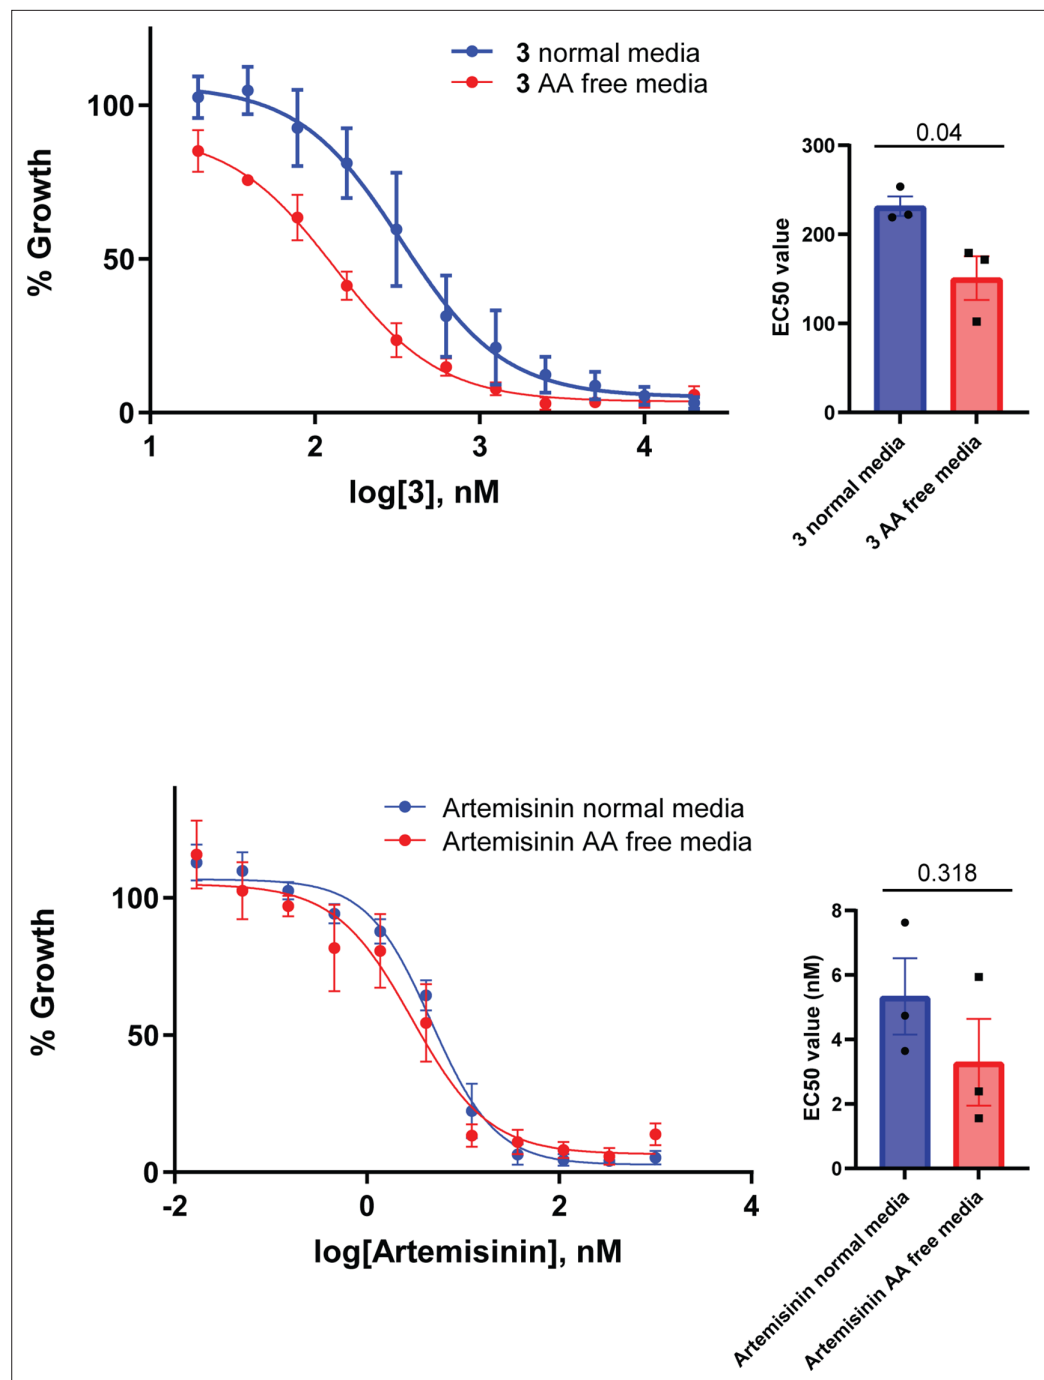 3 normal media
3 AA free media
% Growth
100
50
0
1
2
3
4
log[3], nM
0.04
EC50 value
300
200
100
0
3 normal media
3 AA free media
Artemisinin normal media
Artemisinin AA free media
% Growth
100
50
0
-2
0
2
4
log[Artemisinin], nM
0.318
EC50 value (nM)
8
6
4
2
0
Artemisinin normal media
Artemisinin AA free media